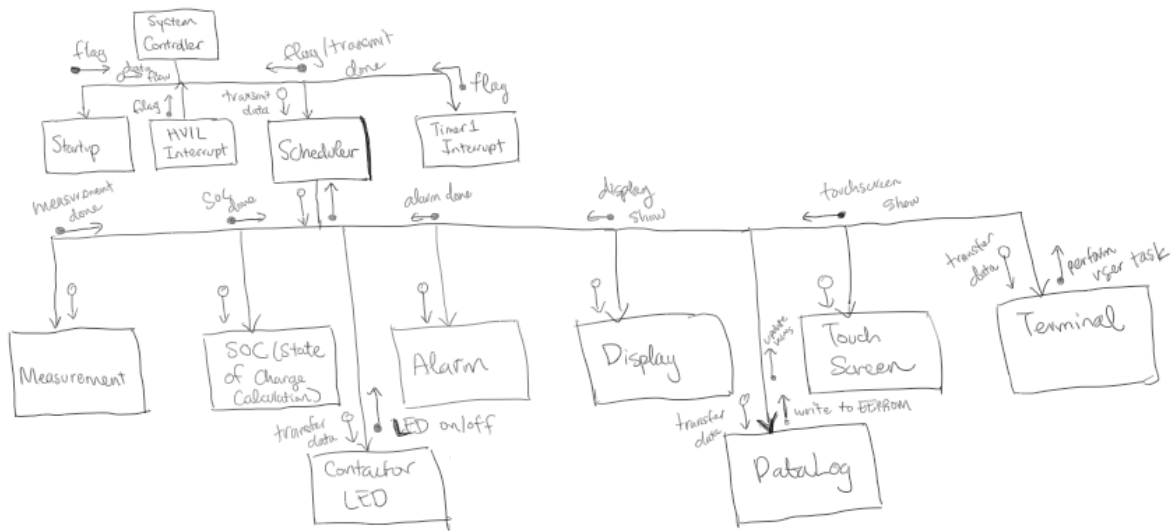 System
Controller
flag
data
flow
flag/transmit
done
flag
flag
transmit
data
Startup
HVIL
Interrupt
Scheduler
Timer1
Interrupt
measurement
done
SOC
done
alarm done
display
show
touchscreen
show
transfer
data
perform
user task
Measurement
SOC (State
of Charge
Calculation)
Alarm
Display
Touch
Screen
Terminal
transfer
data
LED on/off
transfer
data
update
write to EEPROM
Contactor
LED
DataLog